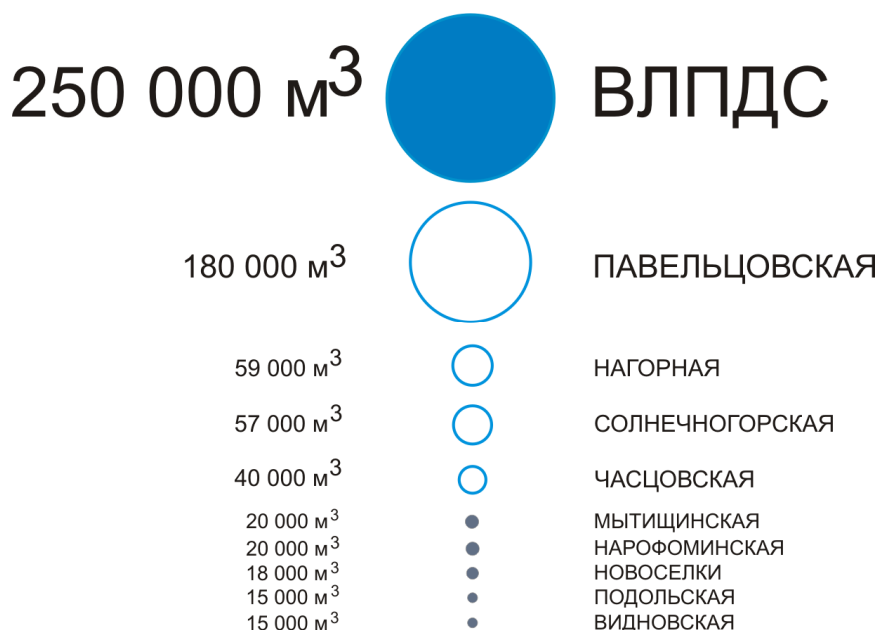 250 000 м³ ВЛПДС
180 000 м³ ПАВЕЛЬЦОВСКАЯ
59 000 м³ НАГОРНАЯ
57 000 м³ СОЛНЕЧНОГОРСКАЯ
40 000 м³ ЧАСЦОВСКАЯ
20 000 м³ МЫТИЩИНСКАЯ
20 000 м³ НАРОФОМИНСКАЯ
18 000 м³ НОВОСЕЛКИ
15 000 м³ ПОДОЛЬСКАЯ
15 000 м³ ВИДНОВСКАЯ